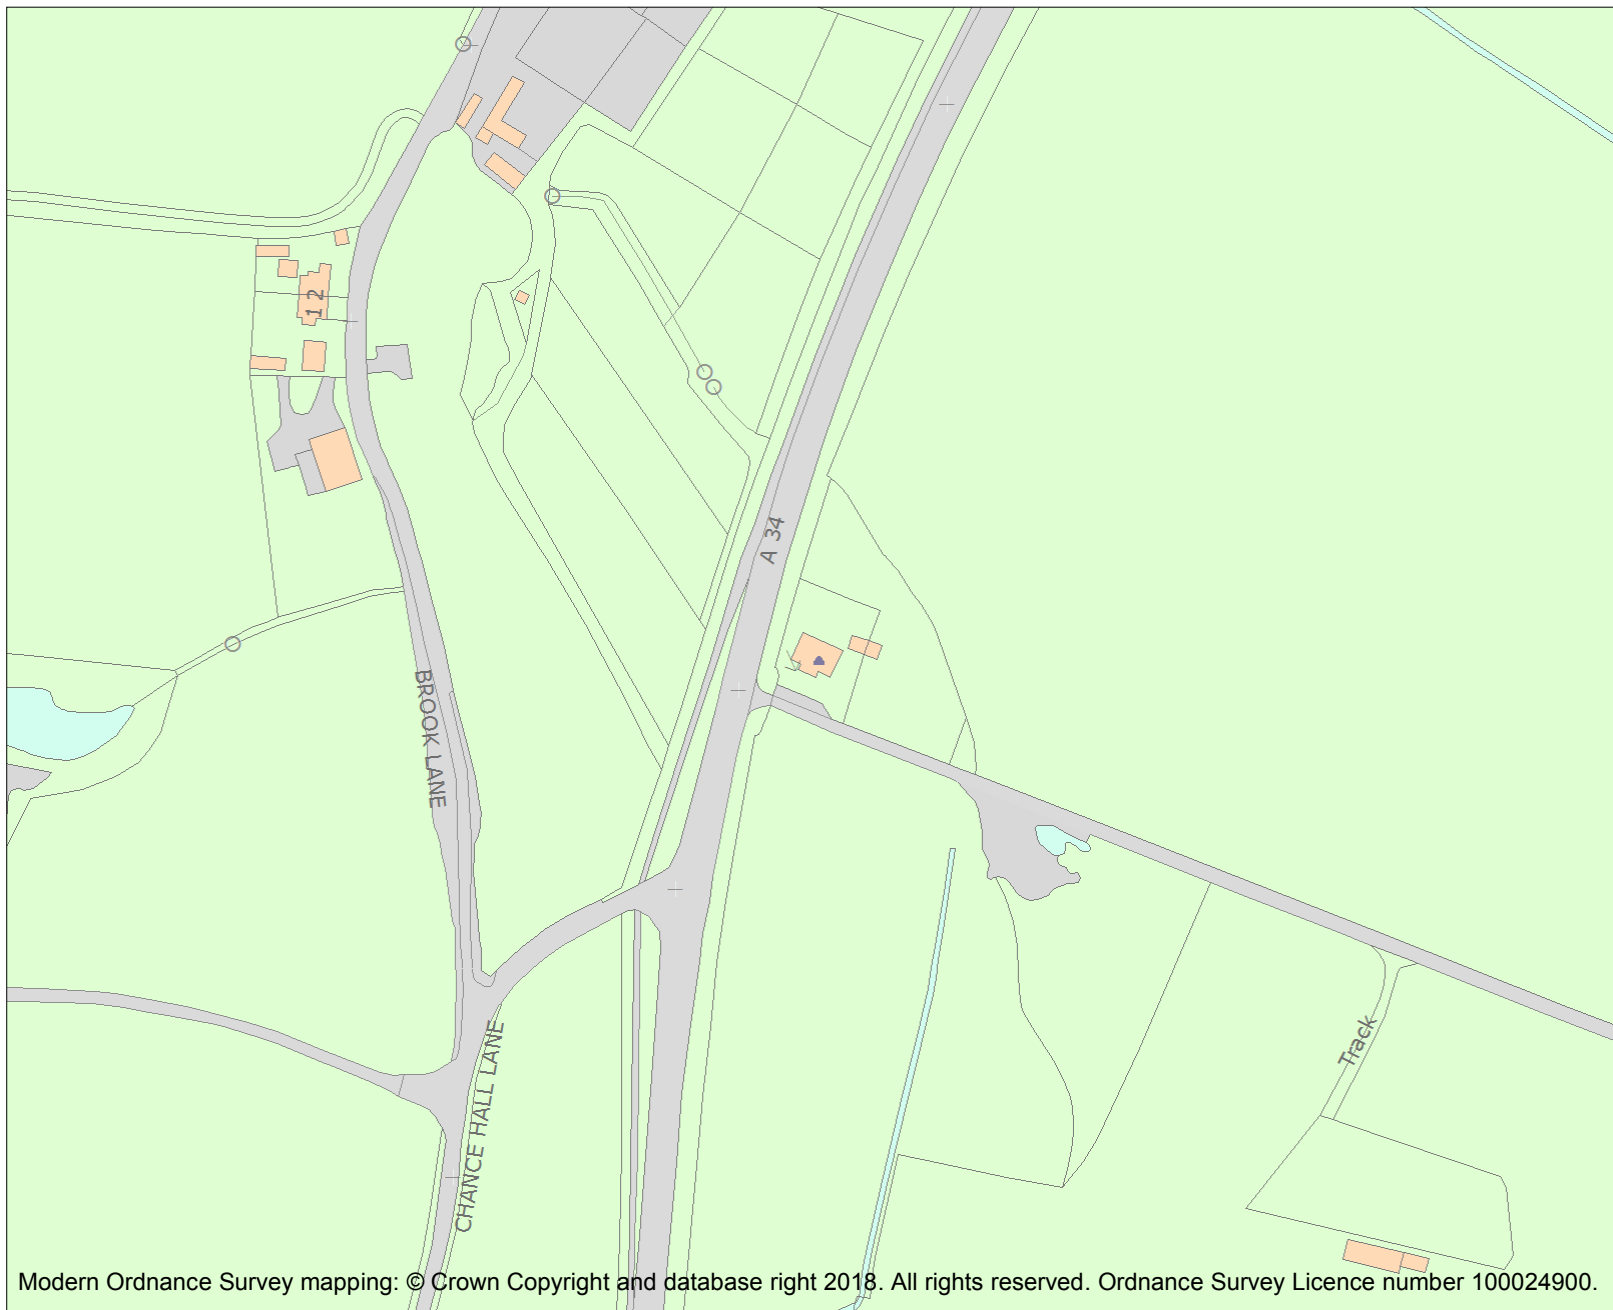 1 2
A 34
BROOK LANE
CHANCE HALL LANE
Track
Modern Ordnance Survey mapping: © Crown Copyright and database right 2018. All rights reserved. Ordnance Survey Licence number 100024900.